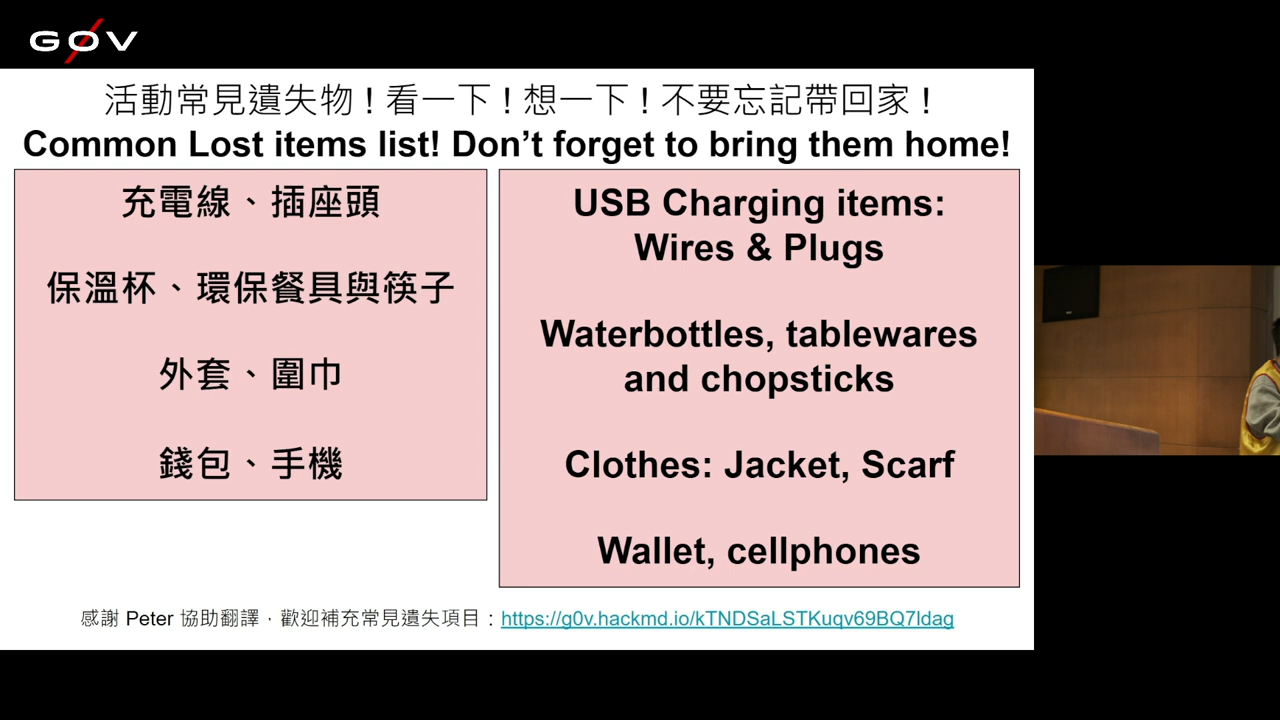 GØV
活動常見遺失物！看一下！想一下！不要忘記帶回家！
Common Lost items list! Don't forget to bring them home!
充電線、插座頭
保溫杯、環保餐具與筷子
外套、圍巾
錢包、手機
USB Charging items:
Wires & Plugs
Waterbottles, tablewares
and chopsticks
Clothes: Jacket, Scarf
Wallet, cellphones
感謝 Peter 協助翻譯，歡迎補充常見遺失項目：https://g0v.hackmd.io/kTNDSaLSTKuqv69BQ7Idag